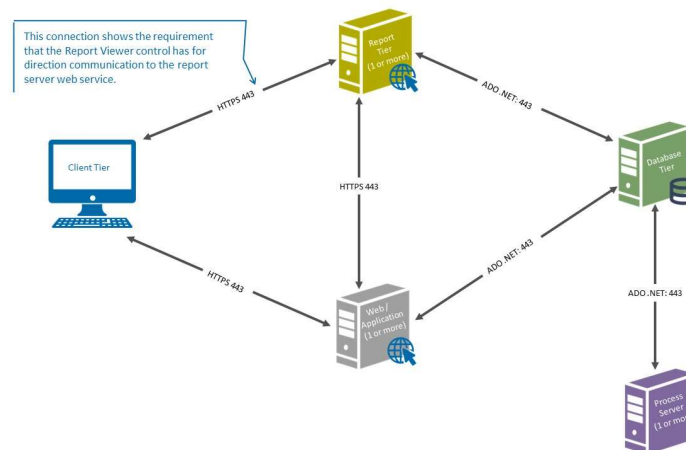 This connection shows the requirement
that the Report Viewer control has for
direction communication to the report
server web service.
Report
Tier
(1 or more)
HTTPS 443
ADO .NET: 443
Client Tier
Database
Tier
HTTPS 443
HTTPS 443
ADO .NET: 443
ADO .NET: 443
Web /
Application
(1 or more)
Process
Server
(1 or mor